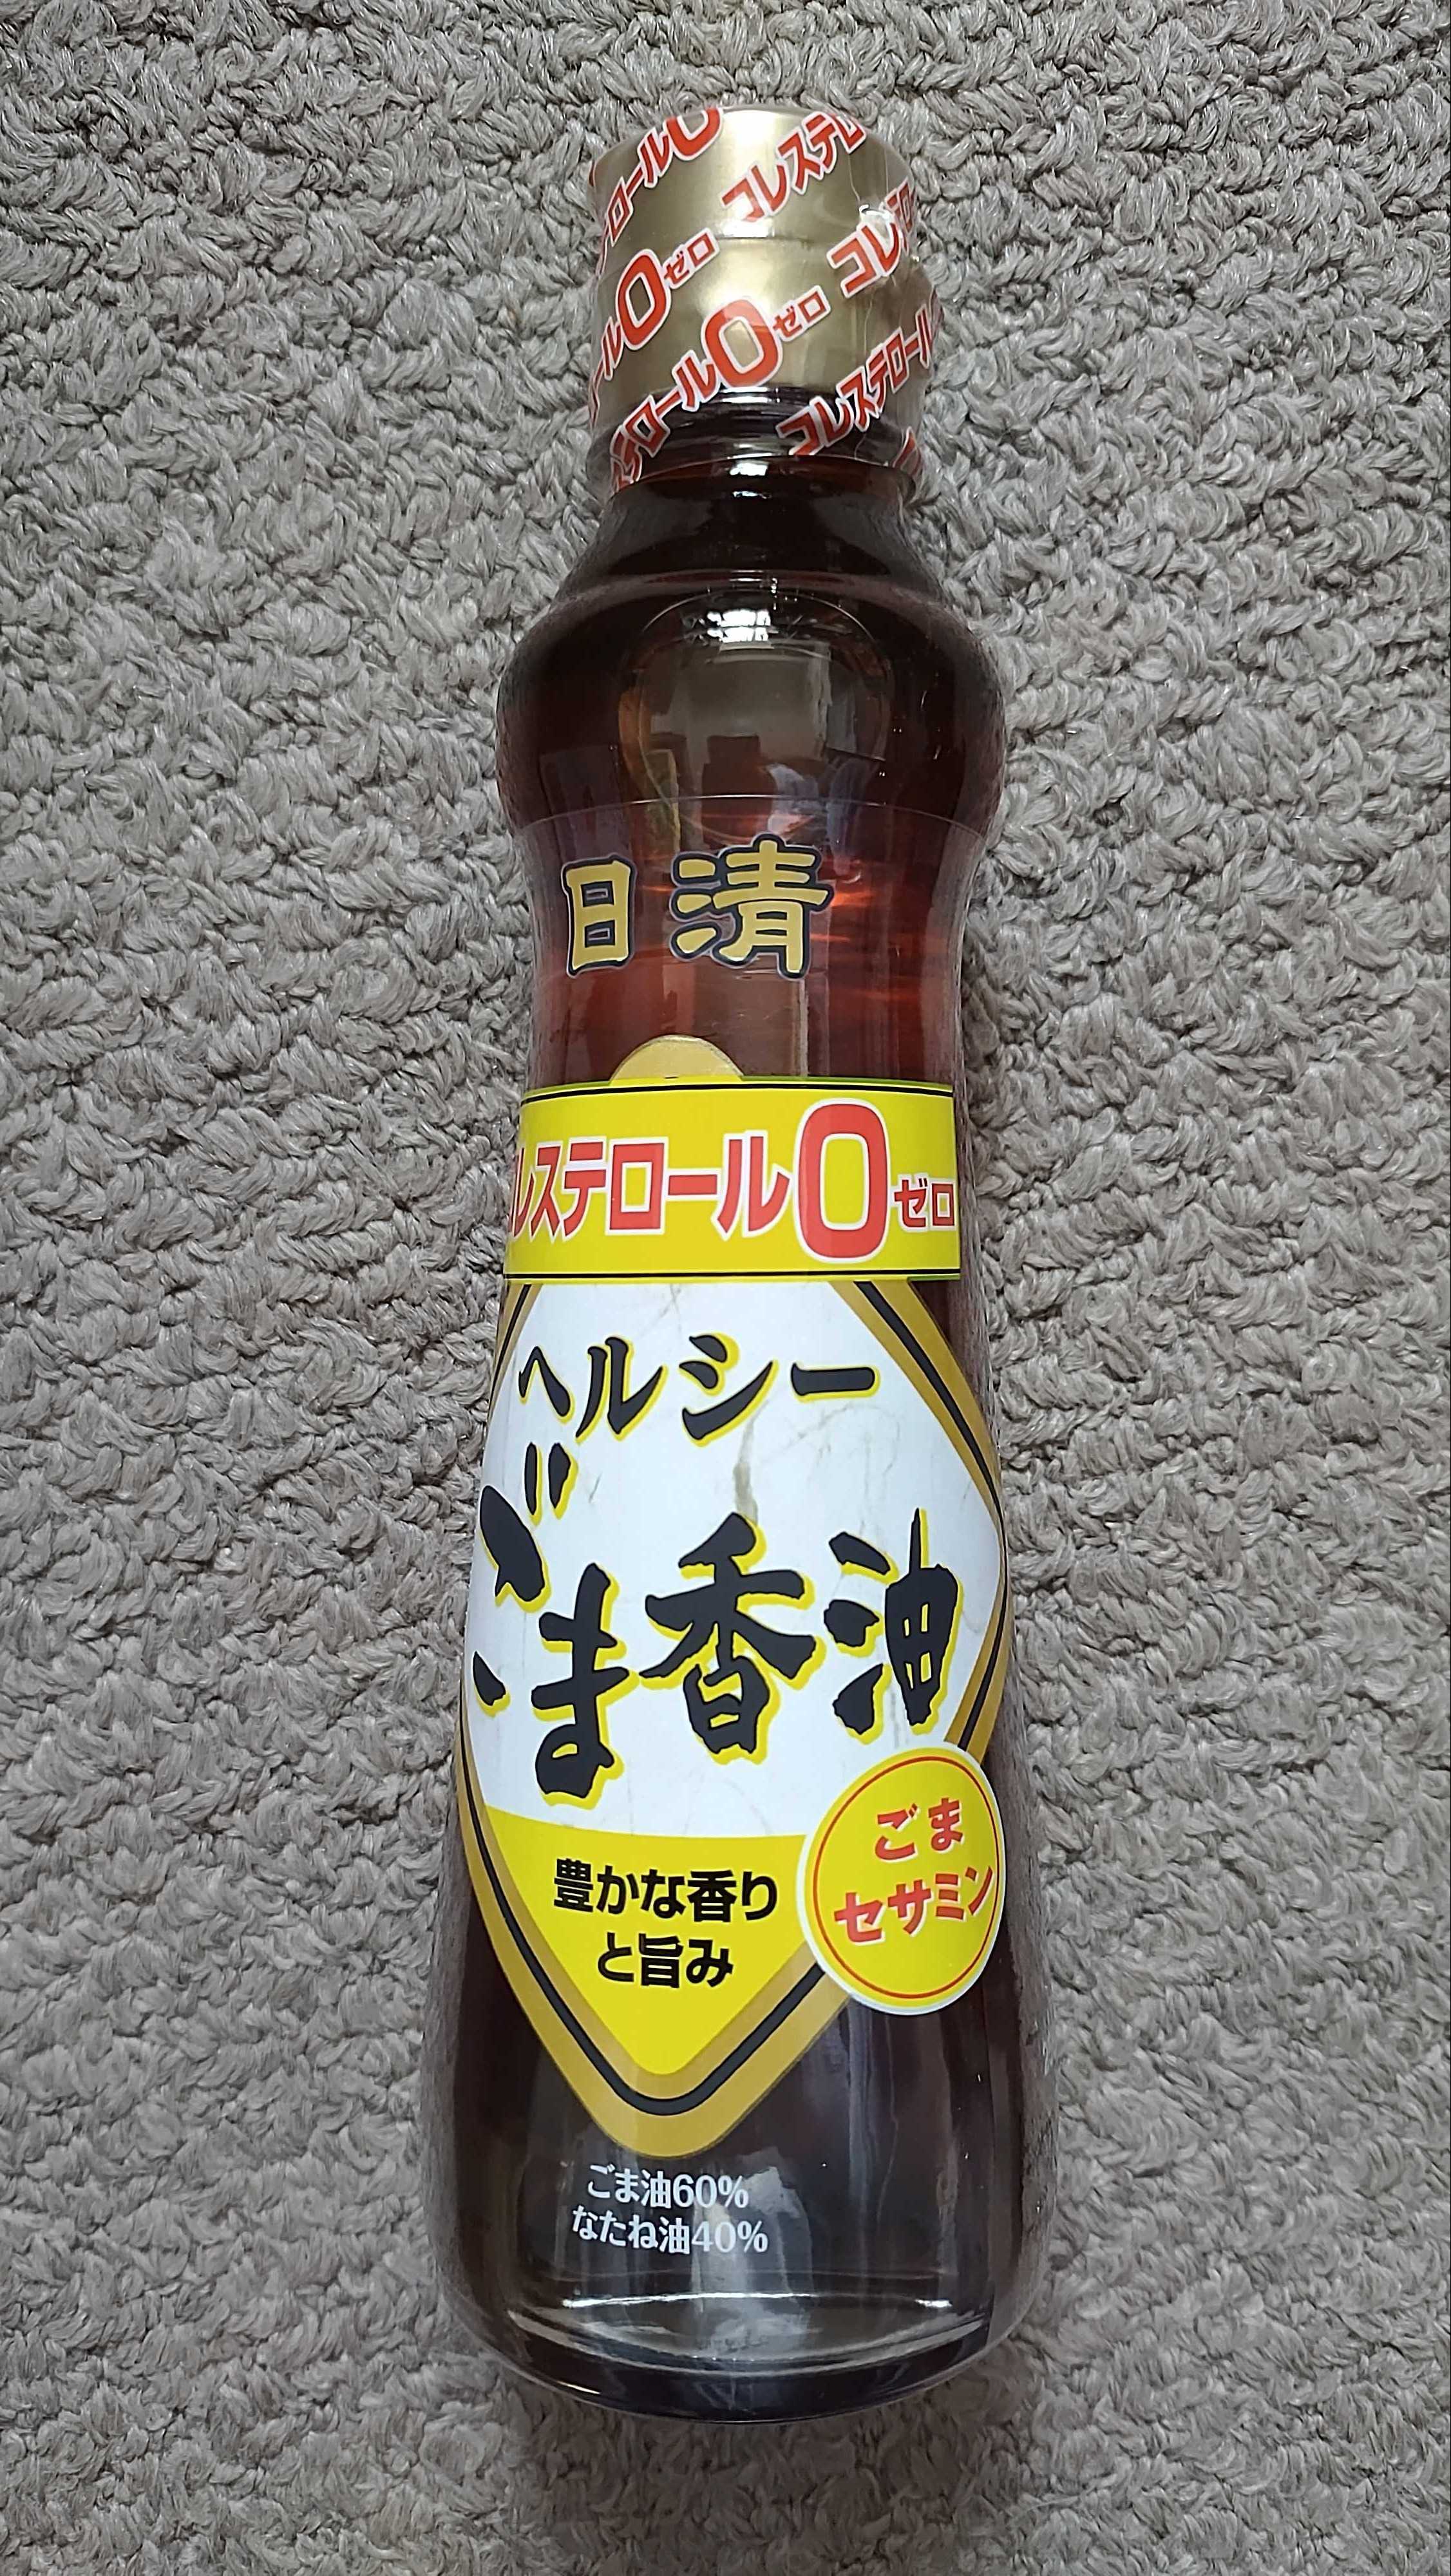 コレステロール0ゼロ
コレステロール
日清
コレステロール0ゼロ
ヘルシー
ごま香油
豊かな香り
と旨み
ごま
セサミン
ごま油60%
なたね油40%